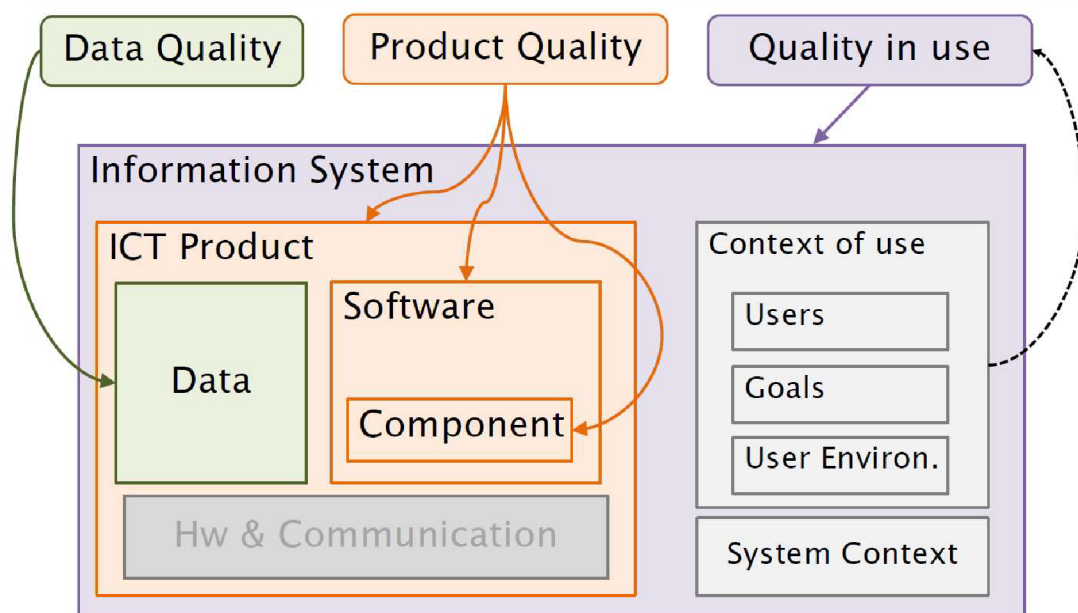 Data Quality
Product Quality
Quality in use
Information System
ICT Product
Context of use
Data
Software
Component
Users
Goals
User Environ.
Hw & Communication
System Context